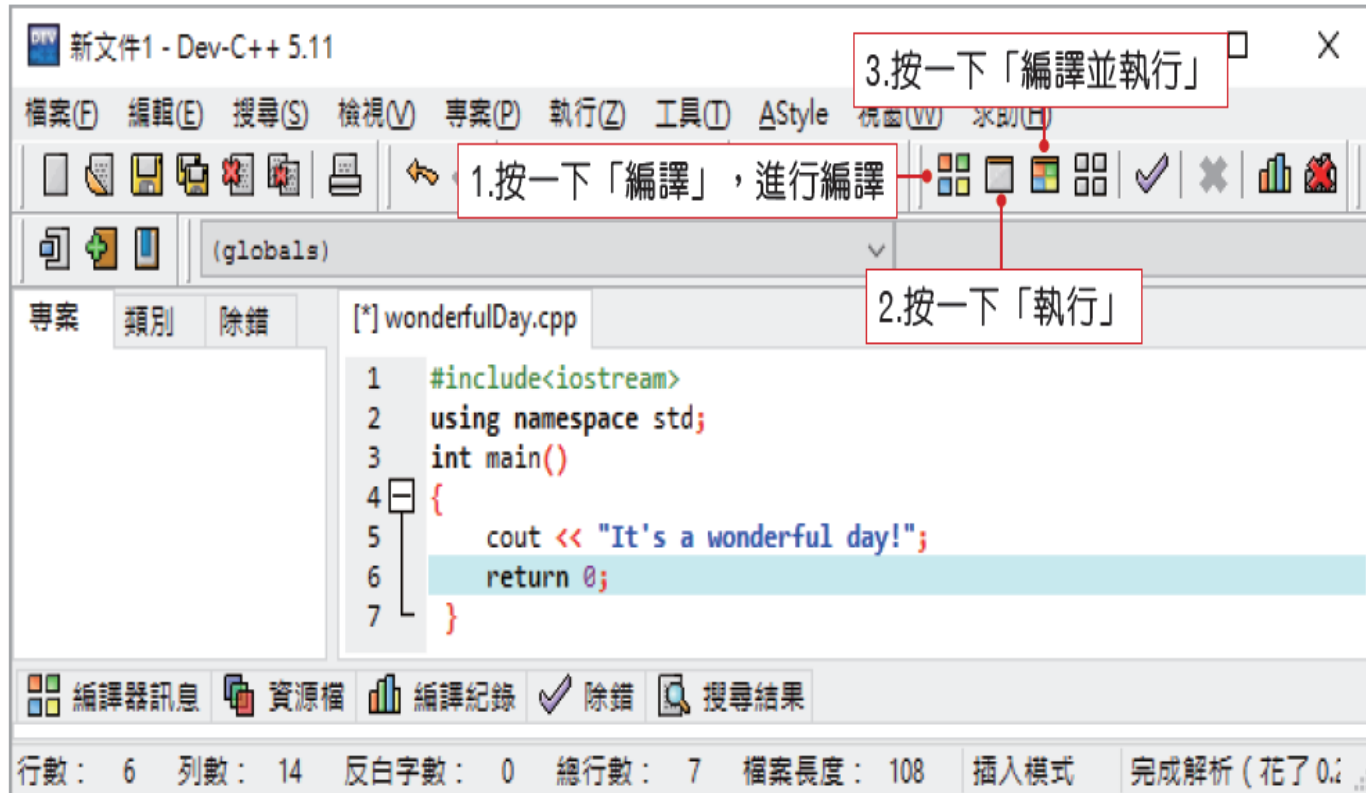 新文件1 - Dev-C++ 5.11
3.按一下「編譯並執行」
檔案(F) 編輯(E) 搜尋(S) 檢視(V) 專案(P) 執行(Z) 工具(T) AStyle 視窗(W) 求助(H)
1.按一下「編譯」，進行編譯
(globals)
2.按一下「執行」
專案 類別 除錯 [*] wonderfulDay.cpp
1 #include<iostream>
2 using namespace std;
3 int main()
4 {
5 cout << "It's a wonderful day!";
6 return 0;
7 }
編譯器訊息 資源檔 編譯紀錄 除錯 搜尋結果
行數： 6 列數： 14 反白字數： 0 總行數： 7 檔案長度： 108 插入模式 完成解析 ( 花了 0.2